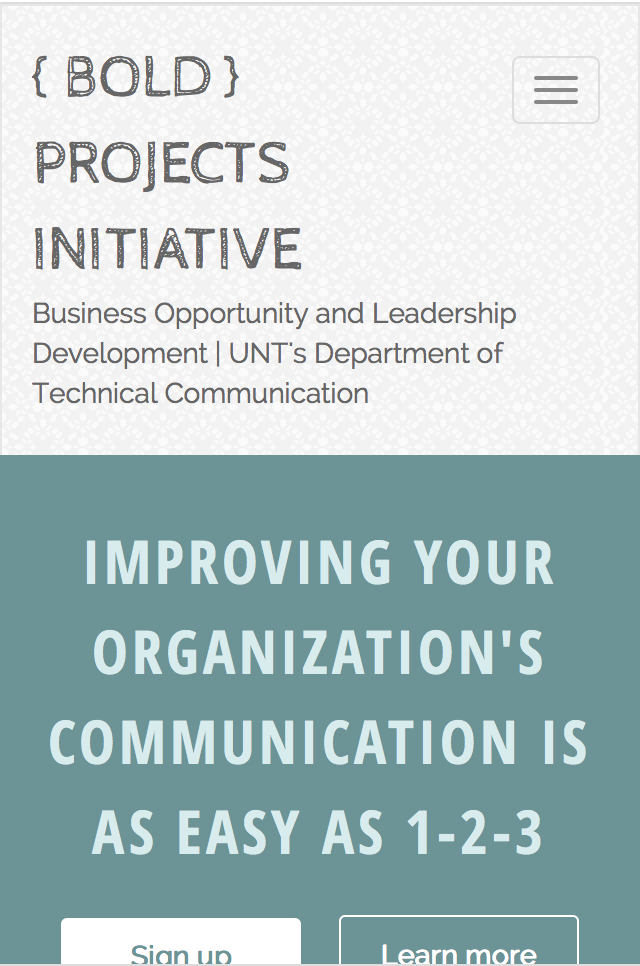 { BOLD }
PROJECTS
INITIATIVE
Business Opportunity and Leadership
Development | UNT's Department of
Technical Communication
IMPROVING YOUR
ORGANIZATION'S
COMMUNICATION IS
AS EASY AS 1-2-3
Sign up Learn more